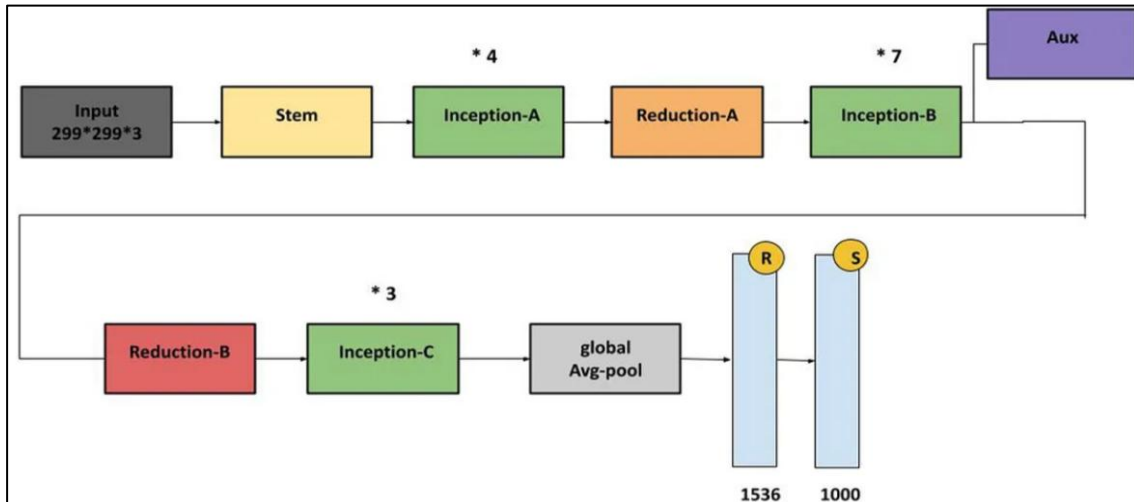 Aux
* 4
* 7
Input
299*299*3
Stem
Inception-A
Reduction-A
Inception-B
R
S
* 3
Reduction-B
Inception-C
global
Avg-pool
1536
1000